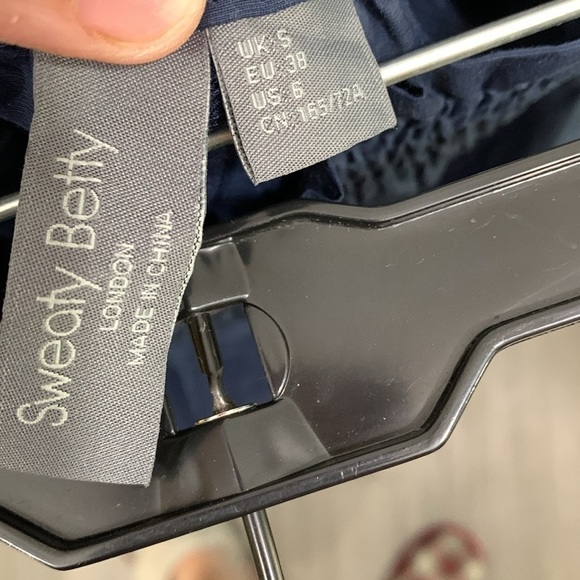 Sweaty Betty
LONDON
MADE IN CHINA
UK: S
EU: 38
US: 6
CN: 165/72A